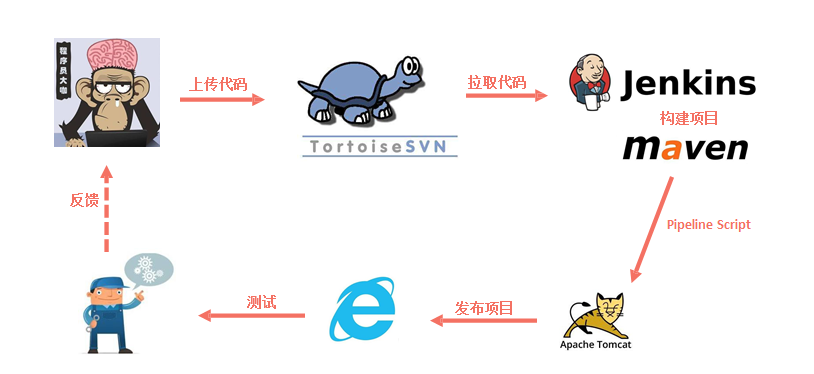 程序员大咖
上传代码
TortoiseSVN
拉取代码
Jenkins
构建项目
maven
Pipeline Script
反馈
测试
发布项目
Apache Tomcat